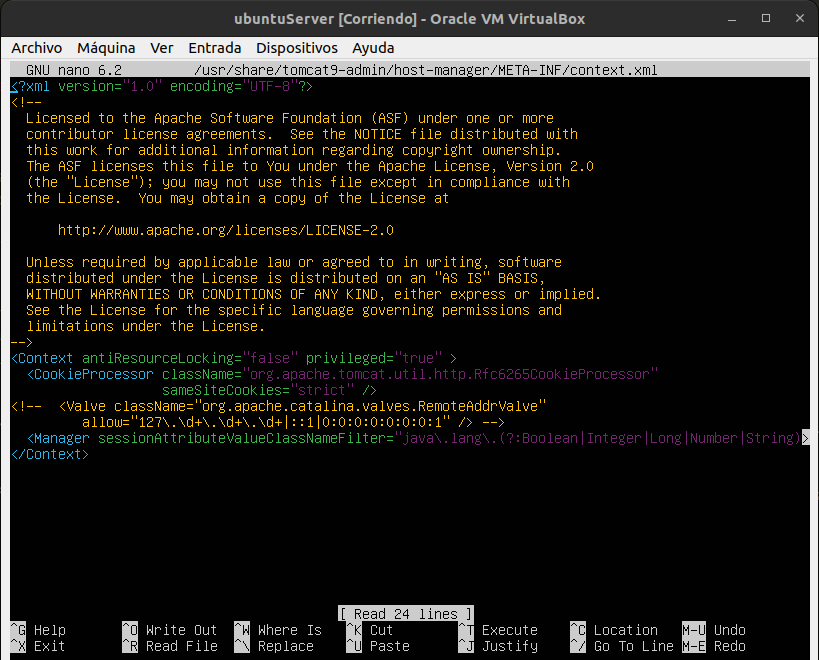 ubuntuServer [Corriendo] - Oracle VM VirtualBox
Archivo Máquina Ver Entrada Dispositivos Ayuda
GNU nano 6.2 /usr/share/tomcat9-admin/host-manager/META-INF/context.xml
<?xml version="1.0" encoding="UTF-8"?>
<!--
  Licensed to the Apache Software Foundation (ASF) under one or more
  contributor license agreements.  See the NOTICE file distributed with
  this work for additional information regarding copyright ownership.
  The ASF licenses this file to You under the Apache License, Version 2.0
  (the "License"); you may not use this file except in compliance with
  the License.  You may obtain a copy of the License at
      http://www.apache.org/licenses/LICENSE-2.0
  Unless required by applicable law or agreed to in writing, software
  distributed under the License is distributed on an "AS IS" BASIS,
  WITHOUT WARRANTIES OR CONDITIONS OF ANY KIND, either express or implied.
  See the License for the specific language governing permissions and
  limitations under the License.
-->
<Context antiResourceLocking="false" privileged="true" >
  <CookieProcessor className="org.apache.tomcat.util.http.Rfc6265CookieProcessor"
                   sameSiteCookies="strict" />
<!--  <Valve className="org.apache.catalina.valves.RemoteAddrValve"
         allow="127\.\d+\.\d+\.\d+|::1|0:0:0:0:0:0:0:1" /> -->
  <Manager sessionAttributeValueClassNameFilter="java\.lang\.(?:Boolean|Integer|Long|Number|String)>
</Context>
[ Read 24 lines ]
^G Help ^O Write Out ^W Where Is ^K Cut ^T Execute ^C Location M-U Undo
^X Exit ^R Read File ^\ Replace ^U Paste ^J Justify ^/ Go To Line M-E Redo